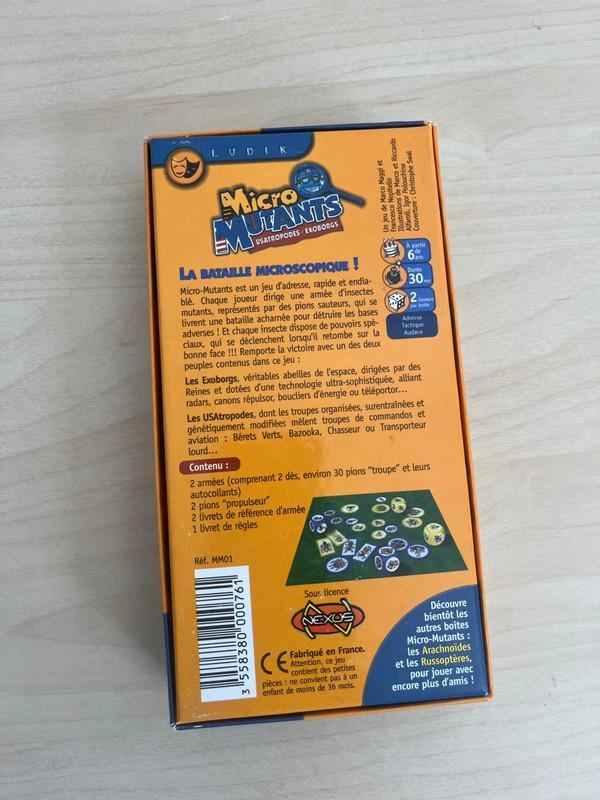 LUDIK
Micro
MUTANTS
USATROPODES / EXOBORGS
Un jeu de Marco Maggi et
Francesco Nepitello
Illustrations de Marco et Riccardo
Alfonsi, Igor Polouchine
Couverture : Christophe Swal
À partir
6 de
ans
Durée
30 mn
2 Joueurs
par boîte
Adresse
Tactique
Audace
LA BATAILLE MICROSCOPIQUE !
Micro-Mutants est un jeu d'adresse, rapide et endia-
blé. Chaque joueur dirige une armée d'insectes
mutants, représentés par des pions sauteurs, qui se
livrent une bataille acharnée pour détruire les bases
adverses ! Et chaque insecte dispose de pouvoirs spé-
ciaux, qui se déclenchent lorsqu'il retombe sur la
bonne face !!! Remporte la victoire avec un des deux
peuples contenus dans ce jeu :
Les Exoborgs, véritables abeilles de l'espace, dirigées par des
Reines et dotées d'une technologie ultra-sophistiquée, alliant
radars, canons répulsor, boucliers d'énergie ou téléportor...
Les USAtropodes, dont les troupes organisées, surentraînées et
génétiquement modifiées mêlent troupes de commandos et
aviation : Bérets Verts, Bazooka, Chasseur ou Transporteur
lourd...
Contenu :
2 armées (comprenant 2 dés, environ 30 pions "troupe" et leurs
autocollants)
2 pions "propulseur"
2 livrets de référence d'armée
1 livret de règles
Réf. MM01
3 558380 000761
Sous licence
NEXUS
CE
Fabriqué en France.
Attention, ce jeu
contient des petites
pièces : ne convient pas à un
enfant de moins de 36 mois.
Découvre
bientôt les
autres boîtes
Micro-Mutants :
les Arachnoïdes
et les Russoptères,
pour jouer avec
encore plus d'amis !